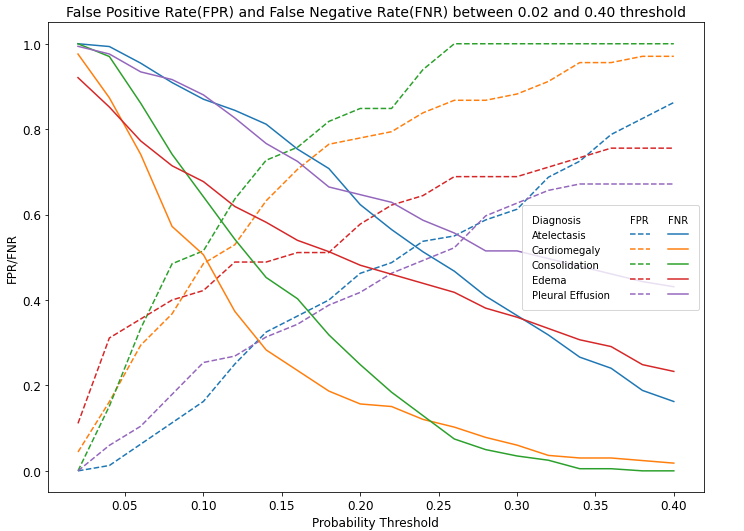 False Positive Rate(FPR) and False Negative Rate(FNR) between 0.02 and 0.40 threshold
1.0
0.8
0.6
0.4
0.2
0.0
FPR/FNR
Diagnosis FPR FNR
Atelectasis
Cardiomegaly
Consolidation
Edema
Pleural Effusion
0.05 0.10 0.15 0.20 0.25 0.30 0.35 0.40
Probability Threshold